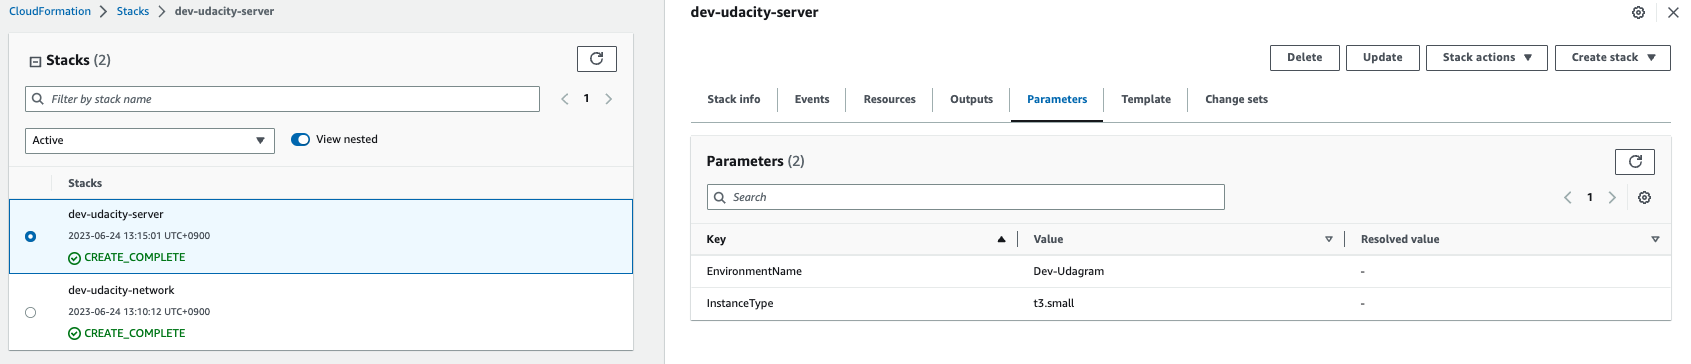 CloudFormation > Stacks > dev-udacity-server
Stacks (2)
Filter by stack name
1
Active
View nested
Stacks
dev-udacity-server
2023-06-24 13:15:01 UTC+0900
CREATE_COMPLETE
dev-udacity-network
2023-06-24 13:10:12 UTC+0900
CREATE_COMPLETE
dev-udacity-server
Delete Update Stack actions Create stack
Stack info Events Resources Outputs Parameters Template Change sets
Parameters (2)
Search
1
Key Value Resolved value
EnvironmentName Dev-Udagram -
InstanceType t3.small -